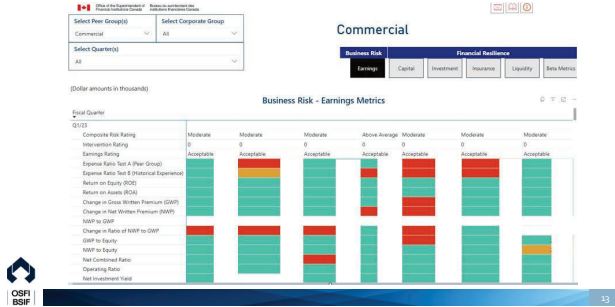 Office of the Superintendent of Financial Institutions Canada
Bureau du surintendant des institutions financières Canada
Select Peer Group(s)
Select Corporate Group
Commercial
All
Select Quarter(s)
All
Commercial
Business Risk
Financial Resilience
Earnings
Capital
Investment
Insurance
Liquidity
Beta Metrics
(Dollar amounts in thousands)
Business Risk - Earnings Metrics
Fiscal Quarter
Q1/23
Composite Risk Rating Moderate Moderate Moderate Above Average Moderate Moderate Moderate
Intervention Rating 0 0 0 0 0 0 0
Earnings Rating Acceptable Acceptable Acceptable Acceptable Acceptable Acceptable Acceptable
Expense Ratio Test A (Peer Group)
Expense Ratio Test B (Historical Experience)
Return on Equity (ROE)
Return on Assets (ROA)
Change in Gross Written Premium (GWP)
Change in Net Written Premium (NWP)
NWP to GWP
Change in Ratio of NWP to GWP
GWP to Equity
NWP to Equity
Net Combined Ratio
Operating Ratio
Net Investment Yield
OSFI
BSIF
13